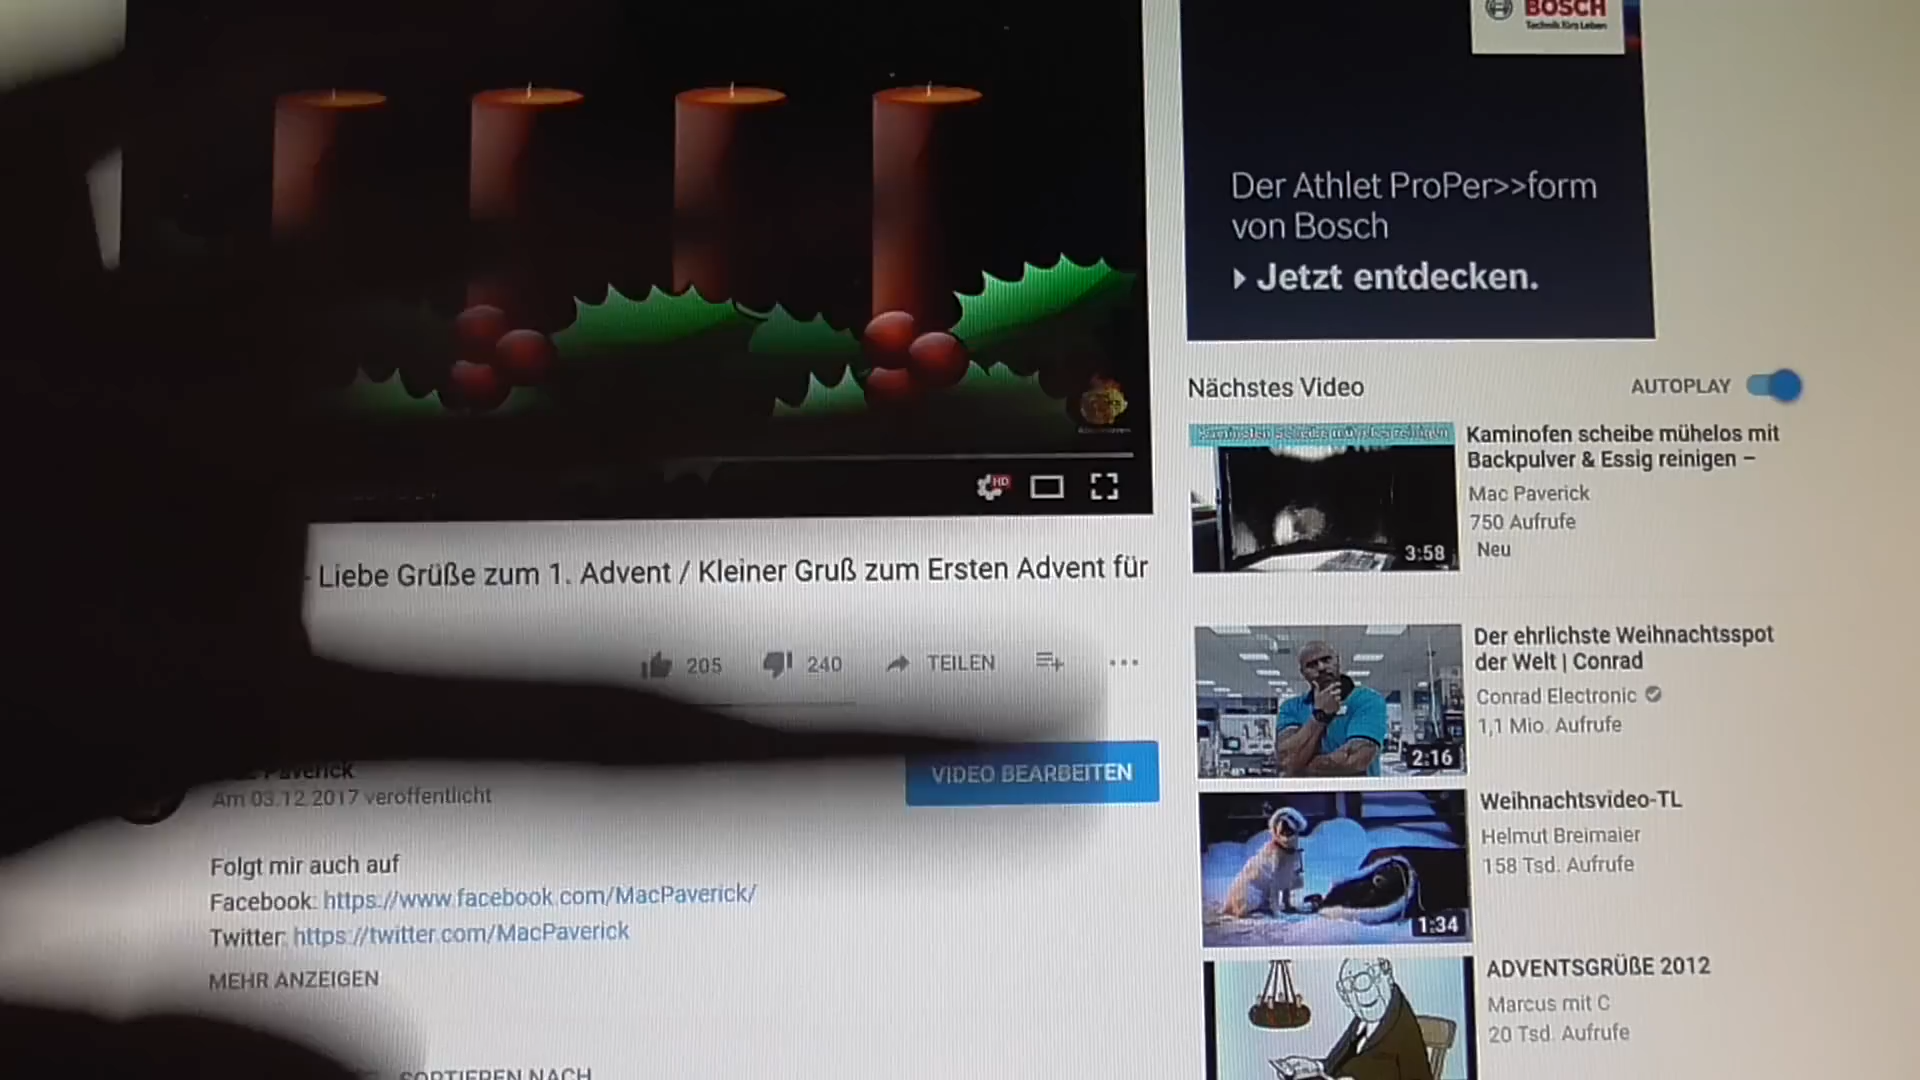 BOSCH
Technik fürs Leben
Der Athlet ProPer>>form
von Bosch
Jetzt entdecken.
HD
- Liebe Grüße zum 1. Advent / Kleiner Gruß zum Ersten Advent für
205 240 TEILEN
Paverick
Am 03.12.2017 veröffentlicht
VIDEO BEARBEITEN
Folgt mir auch auf
Facebook: https://www.facebook.com/MacPaverick/
Twitter: https://twitter.com/MacPaverick
MEHR ANZEIGEN
SORTIEREN NACH
Nächstes Video
AUTOPLAY
Kaminofen scheibe mühelos reinigen
3:58
Kaminofen scheibe mühelos mit
Backpulver & Essig reinigen –
Mac Paverick
750 Aufrufe
Neu
2:16
Der ehrlichste Weihnachtsspot
der Welt | Conrad
Conrad Electronic
1,1 Mio. Aufrufe
1:34
Weihnachtsvideo-TL
Helmut Breimaier
158 Tsd. Aufrufe
ADVENTSGRÜßE 2012
Marcus mit C
20 Tsd. Aufrufe